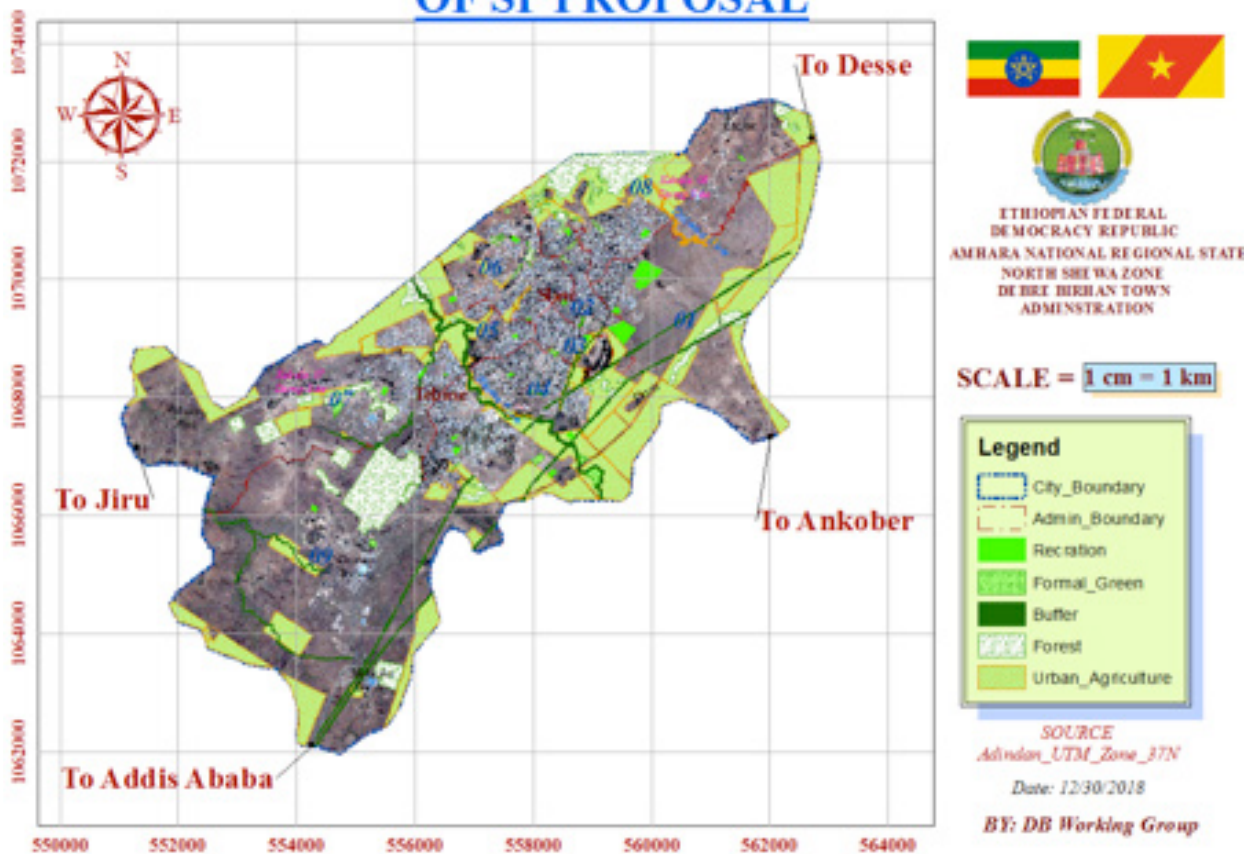 OF SP PROPOSAL
1074000
1072000
1070000
1068000
1066000
1064000
1062000
N
W
E
S
To Desse
08
06
03
01
05
02
04
Tebase
To Jiru
To Ankober
09
To Addis Ababa
550000
552000
554000
556000
558000
560000
562000
564000
ETHIOPIAN FEDERAL
DEMOCRACY REPUBLIC
AMHARA NATIONAL REGIONAL STATE
NORTH SHEWA ZONE
DEBRE BIRHAN TOWN
ADMINSTRATION
SCALE = 1 cm = 1 km
Legend
City_Boundary
Admin_Boundary
Recration
Formal_Green
Buffer
Forest
Urban_Agriculture
SOURCE
Adindan_UTM_Zone_37N
Date: 12/30/2018
BY: DB Working Group